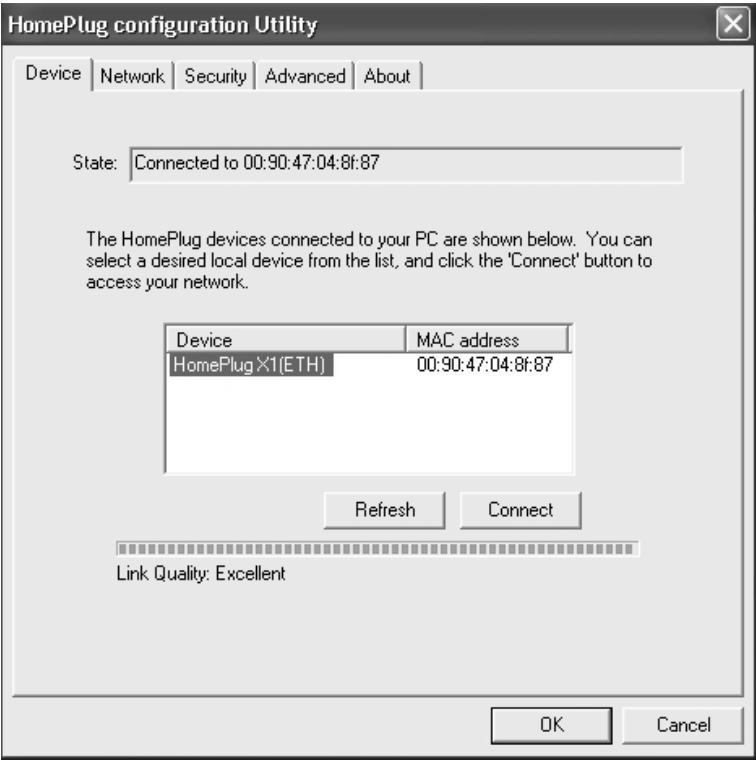 HomePlug configuration Utility
Device Network Security Advanced About
State: Connected to 00:90:47:04:8f:87
The HomePlug devices connected to your PC are shown below. You can
select a desired local device from the list, and click the 'Connect' button to
access your network.
Device MAC address
HomePlug X1(ETH) 00:90:47:04:8f:87
Refresh Connect
Link Quality: Excellent
OK Cancel